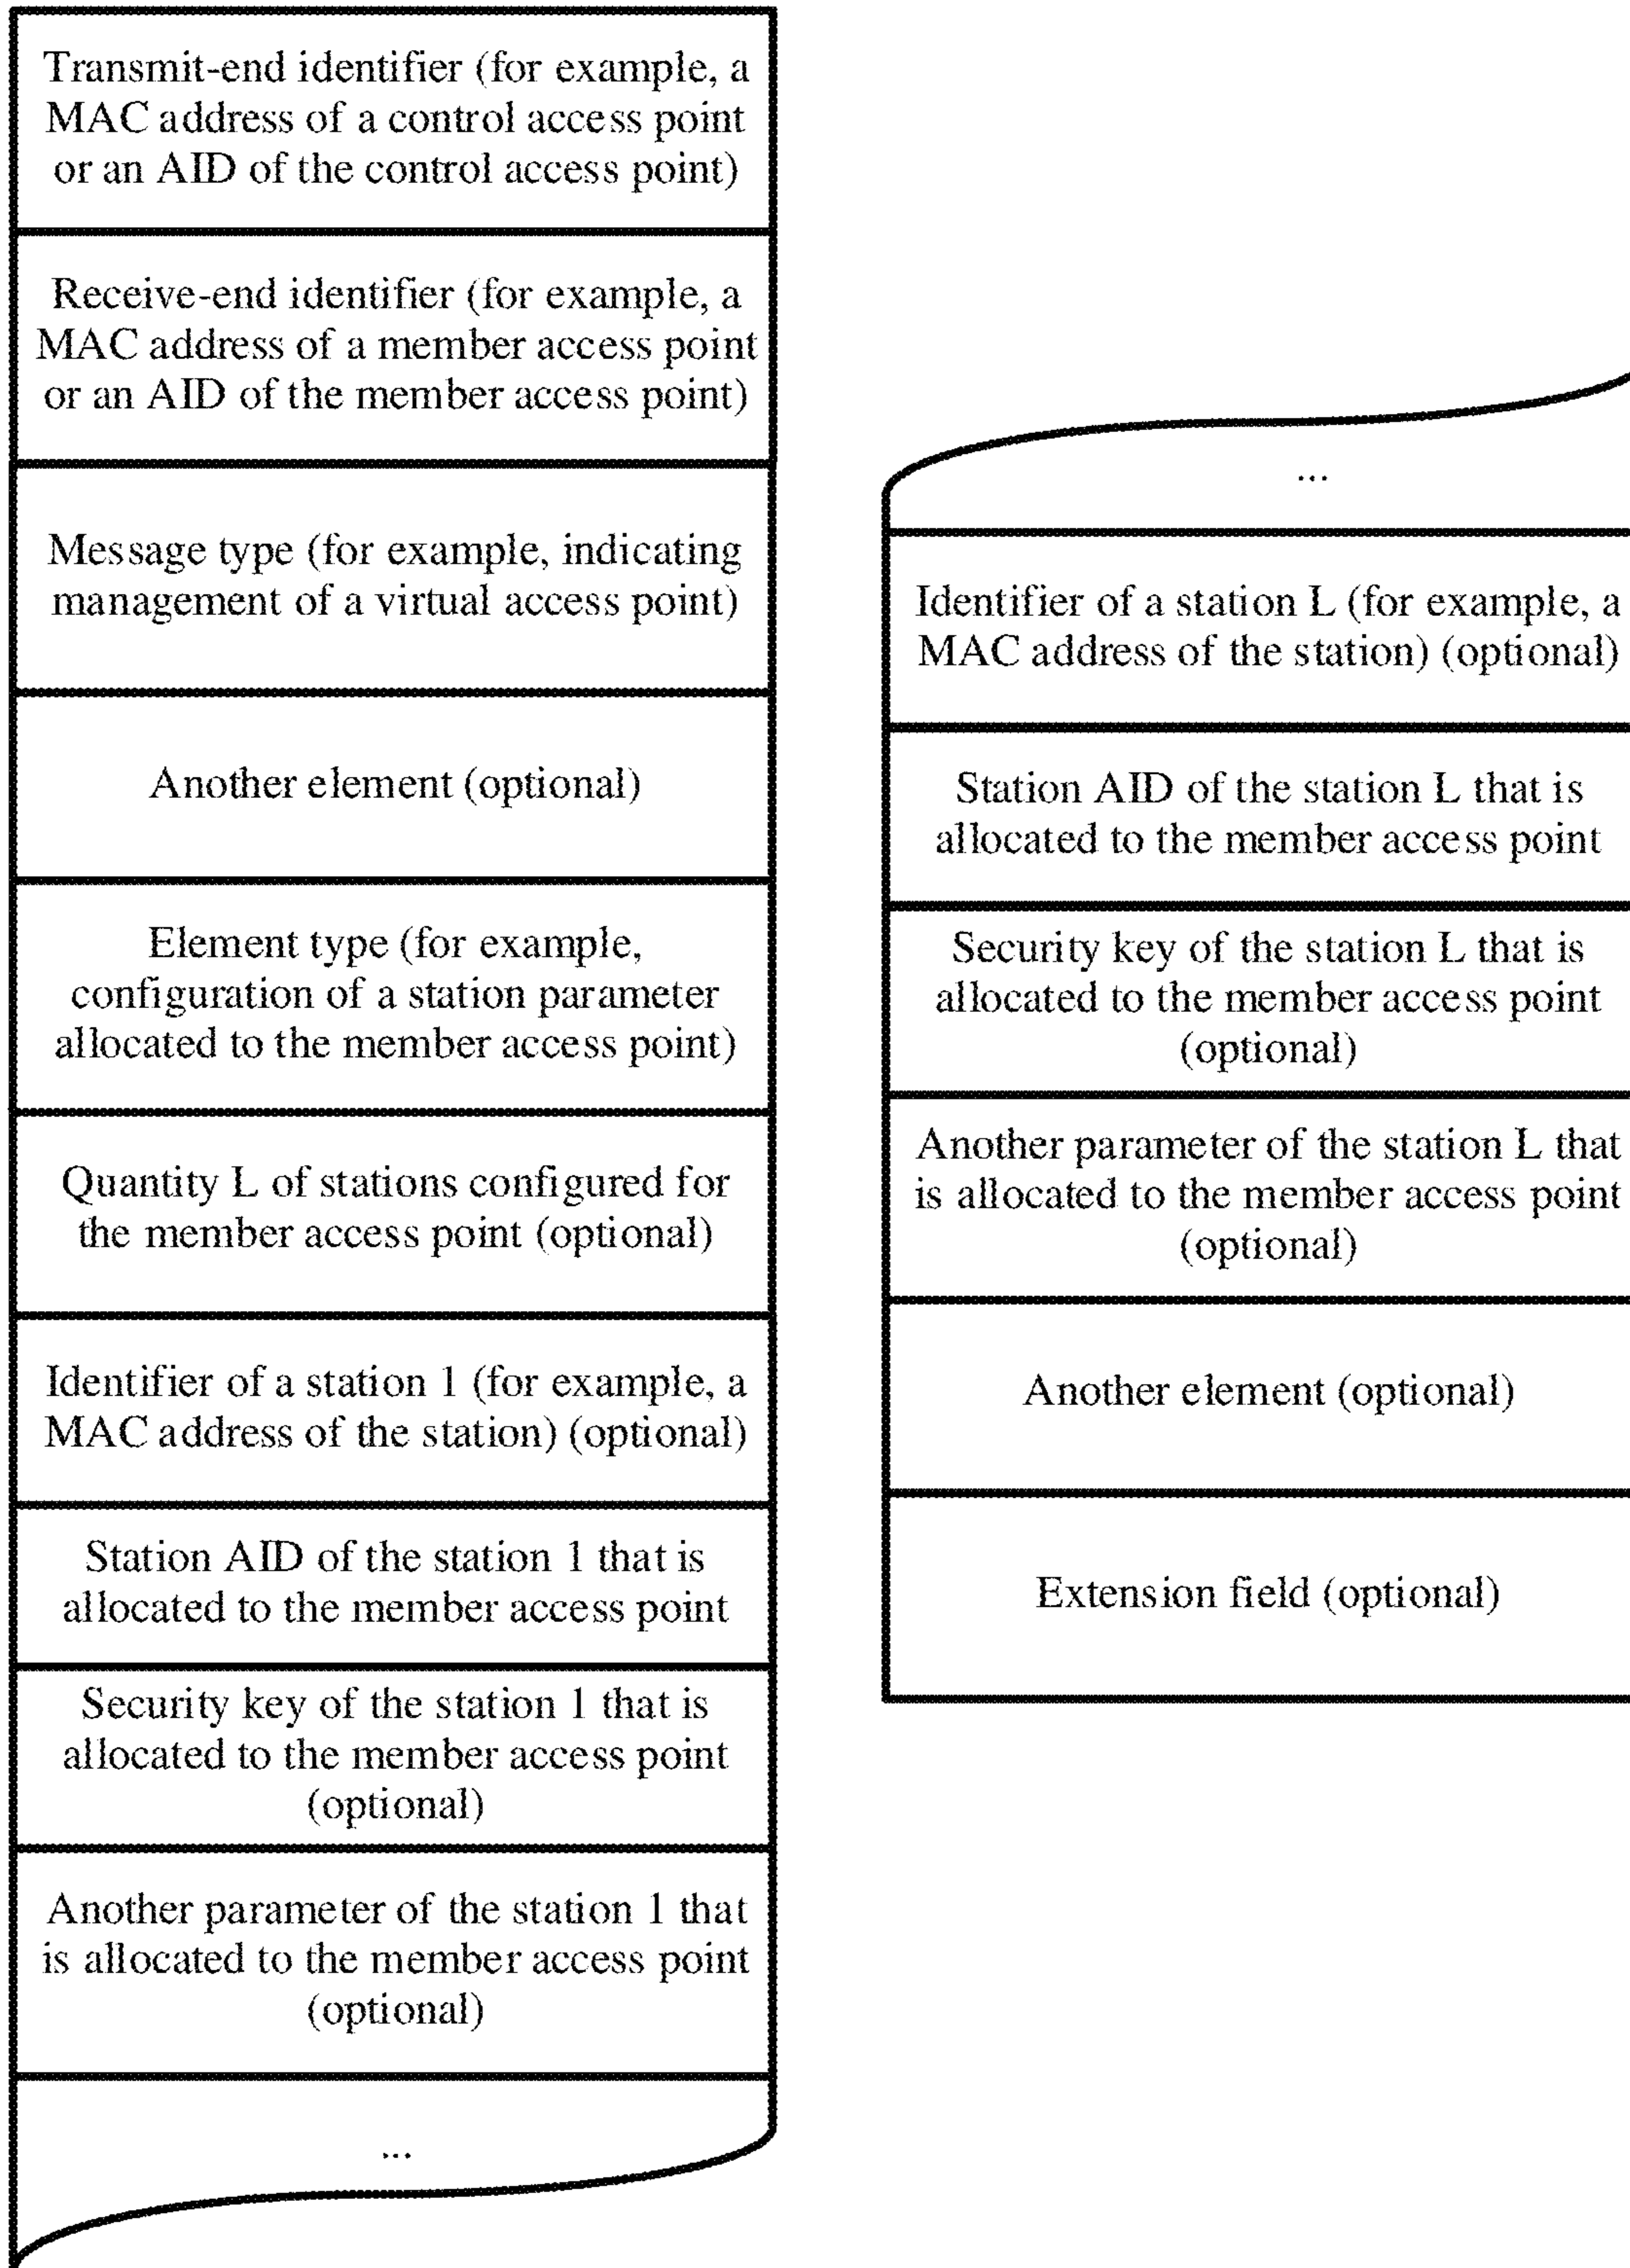 Transmit-end identifier (for example, a
MAC address of a control access point
or an AID of the control access point)
Receive-end identifier (for example, a
MAC address of a member access point
or an AID of the member access point)
Message type (for example, indicating
management of a virtual access point)
Another element (optional)
Element type (for example,
configuration of a station parameter
allocated to the member access point)
Quantity L of stations configured for
the member access point (optional)
Identifier of a station 1 (for example, a
MAC address of the station) (optional)
Station AID of the station 1 that is
allocated to the member access point
Security key of the station 1 that is
allocated to the member access point
(optional)
Another parameter of the station 1 that
is allocated to the member access point
(optional)
...
...
Identifier of a station L (for example, a
MAC address of the station) (optional)
Station AID of the station L that is
allocated to the member access point
Security key of the station L that is
allocated to the member access point
(optional)
Another parameter of the station L that
is allocated to the member access point
(optional)
Another element (optional)
Extension field (optional)